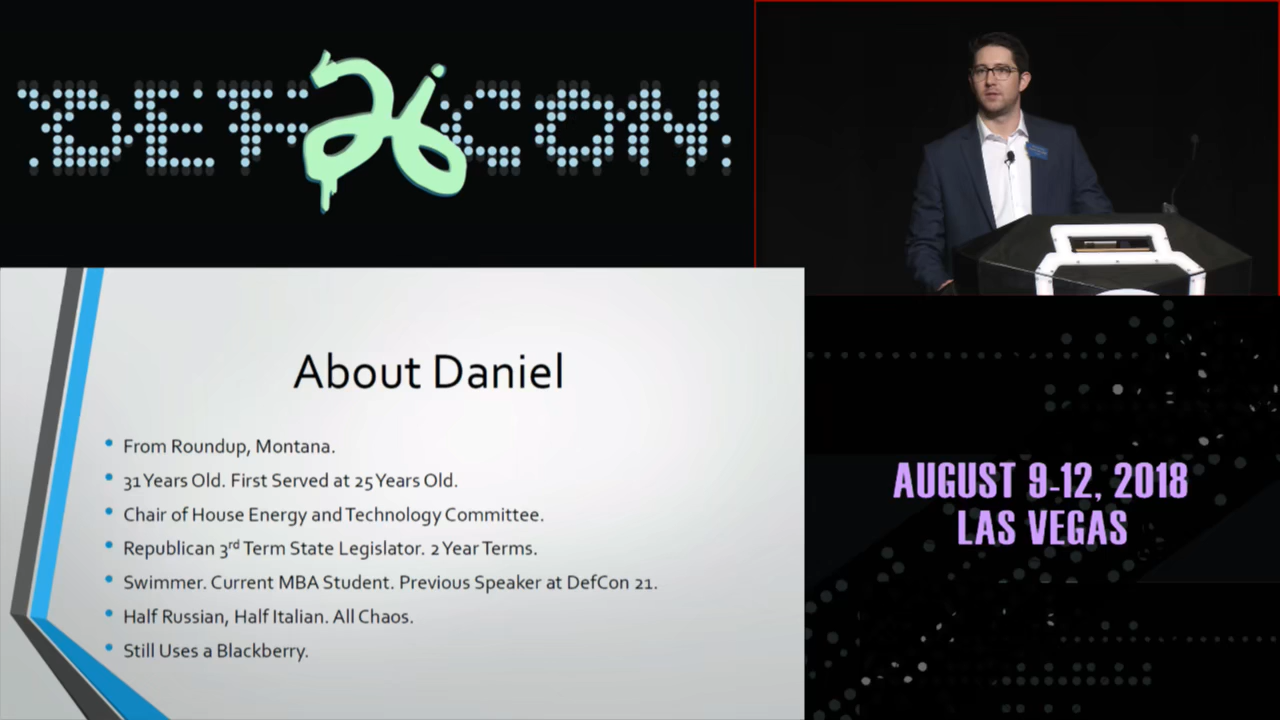 DEF 26 CON
About Daniel
From Roundup, Montana.
31 Years Old. First Served at 25 Years Old.
Chair of House Energy and Technology Committee.
Republican 3rd Term State Legislator. 2 Year Terms.
Swimmer. Current MBA Student. Previous Speaker at DefCon 21.
Half Russian, Half Italian. All Chaos.
Still Uses a Blackberry.
AUGUST 9-12, 2018
LAS VEGAS